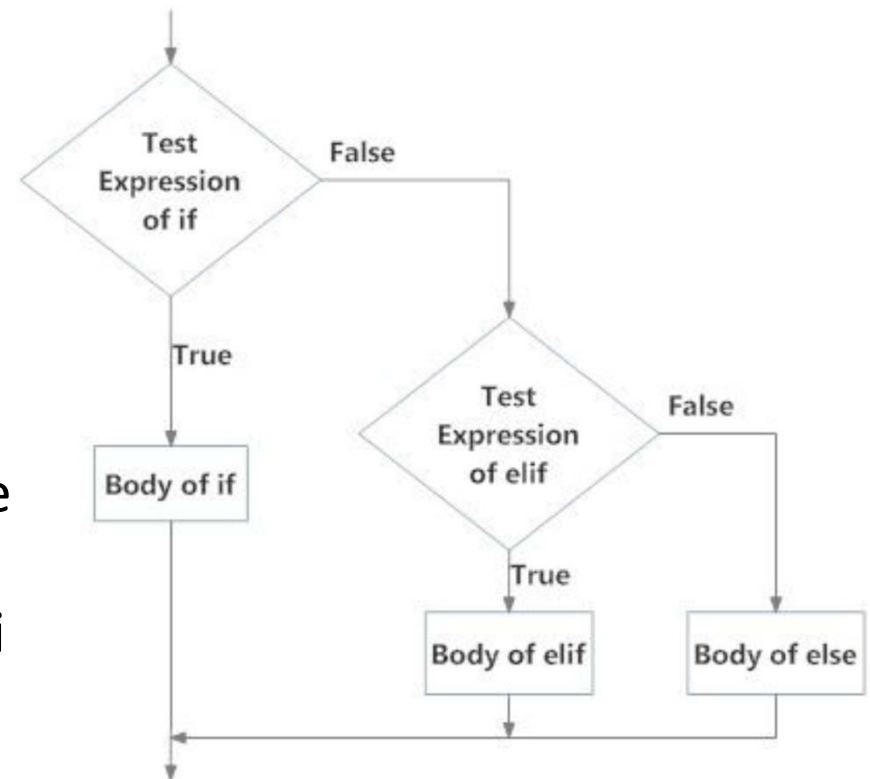 Test
Expression
of if
False
True
Body of if
Test
Expression
of elif
False
True
Body of elif
Body of else
e
i